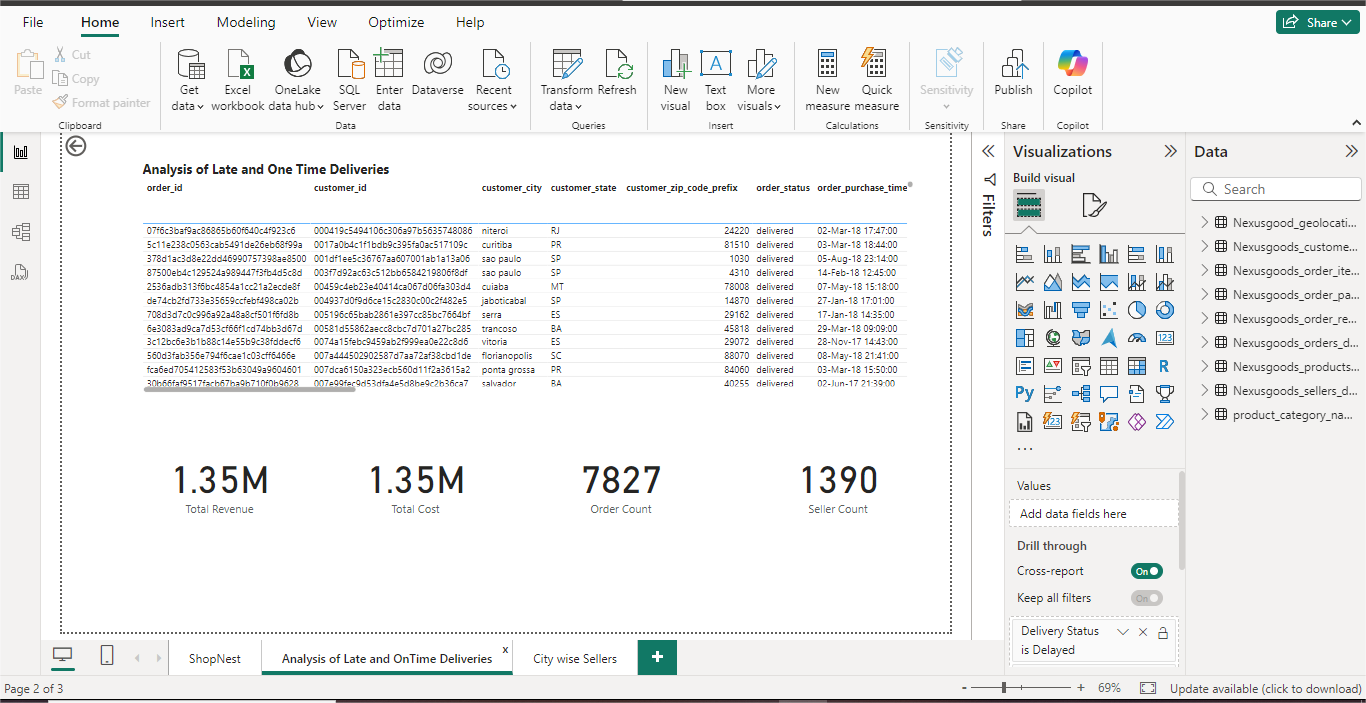 File Home Insert Modeling View Optimize Help Share
Paste Cut Copy Format painter
Get data Excel workbook OneLake data hub SQL Server Enter data Dataverse Recent sources
Transform data Refresh
New visual Text box More visuals
New measure Quick measure
Sensitivity Publish Copilot
Clipboard Data Queries Insert Calculations Sensitivity Share Copilot
Analysis of Late and One Time Deliveries
order_id customer_id customer_city customer_state customer_zip_code_prefix order_status order_purchase_time
07f6c3baf9ac86865b60f640c4f923c6 000419c5494106c306a97b5635748086 niteroi RJ 24220 delivered 02-Mar-18 17:47:00
5c11e238c0563cab5491de26eb68f99a 0017a0b4c1f1bdb9c395fa0ac517109c curitiba PR 81510 delivered 03-Mar-18 18:44:00
378d1ac3d8e22dd46990757398ae8500 001df1ee5c36767aa607001ab1a13a06 sao paulo SP 1030 delivered 05-Aug-18 23:14:00
87500eb4c129524a989447f3fb4d5c8d 003f7d92ac63c512bb6584219806f8df sao paulo SP 4310 delivered 14-Feb-18 12:45:00
2536adb313f6bc4854a1cc21a2ecde8f 00459c4eb23e40414ca067d06fa303d4 cuiaba MT 78008 delivered 07-May-18 15:18:00
de74cb2fd733e35659ccfebf498ca02b 004937d0f9d6ce15c2830c00c2f482e5 jaboticabal SP 14870 delivered 27-Jan-18 17:01:00
708d3d7c0c996a92a48a8cf501f6fd8b 005196c65bab2861e397cc85bc7664bf serra ES 29162 delivered 17-Jan-18 14:35:00
6e3083ad9ca7d53cf66f1cd74bb3d67d 00581d55862aecc8cbc7d701a27bc285 trancoso BA 45818 delivered 29-Mar-18 09:09:00
3c12bc6e3b1b88c14e55b9c38fddecf6 0074a15febc9459ab2f999ea0e22c8d6 vitoria ES 29072 delivered 28-Nov-17 14:43:00
560d3fab356e794f6cae1c03cff6466e 007a444502902587d7aa72af38cbd1de florianopolis SC 88070 delivered 08-May-18 21:41:00
fca6ed705412583f53b63049a9604601 007dca6150a323ecb560d11f2a3615a2 ponta grossa PR 84060 delivered 03-Mar-18 15:50:00
30b66faf9517facb67ba9b710f0b9628 007e99fec9d53dfa4e5d8be9c2b36ca7 salvador BA 40255 delivered 02-Jun-17 21:39:00
1.35M 1.35M 7827 1390
Total Revenue Total Cost Order Count Seller Count
Filters
Visualizations
Build visual
R
Py
123
...
Values
Add data fields here
Drill through
Cross-report On
Keep all filters On
Delivery Status
is Delayed
Data
Search
Nexusgood_geolocati...
Nexusgoods_custome...
Nexusgoods_order_ite...
Nexusgoods_order_pa...
Nexusgoods_order_re...
Nexusgoods_orders_d...
Nexusgoods_products...
Nexusgoods_sellers_d...
product_category_na...
ShopNest Analysis of Late and OnTime Deliveries x City wise Sellers +
Page 2 of 3 - + 69% Update available (click to download)